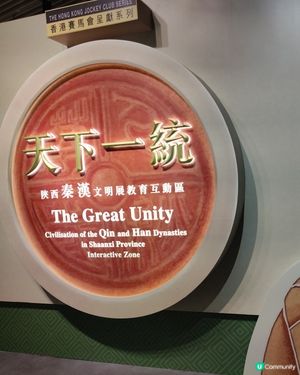 THE HONG KONG JOCKEY CLUB SERIES
香港賽馬會呈獻系列
天下一統
陝西秦漢文明展教育互動區
The Great Unity
Civilisation of the Qin and Han Dynasties
in Shaanxi Province
Interactive Zone
U Community